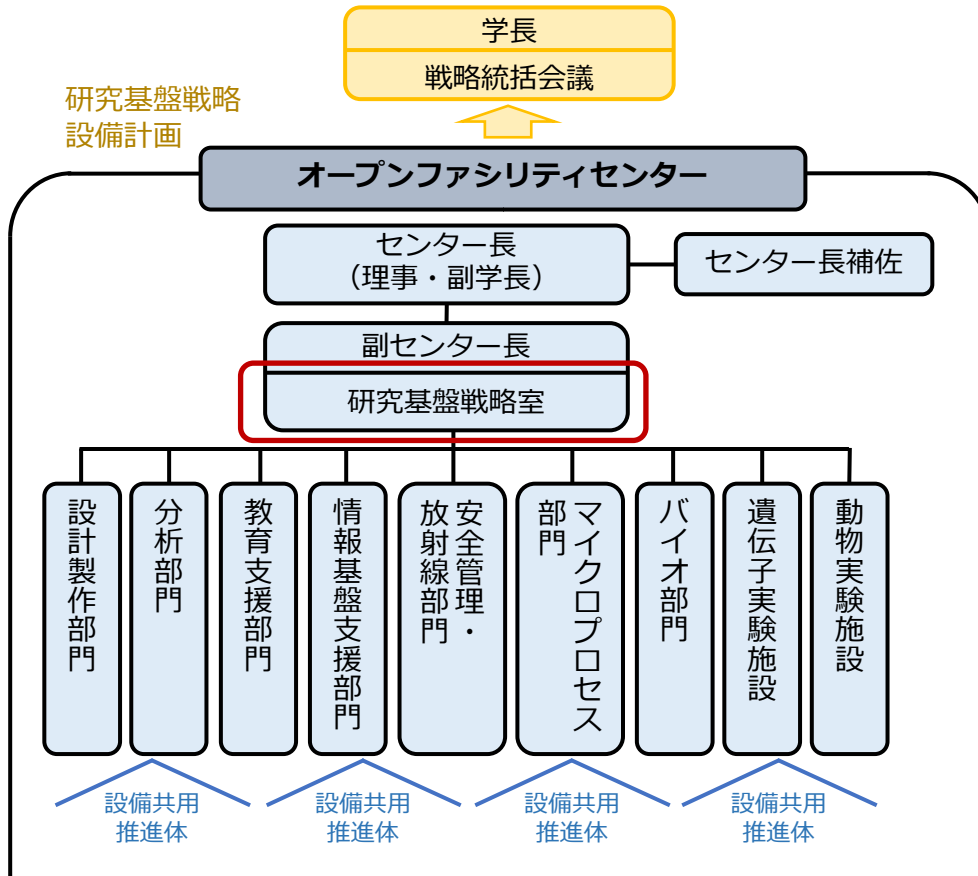 学長
戦略統括会議
研究基盤戦略
設備計画
オープンファシリティセンター
センター長
（理事・副学長）
センター長補佐
副センター長
研究基盤戦略室
設計製作部門
分析部門
教育支援部門
情報基盤支援部門
安全管理・
放射線部門
マイクロプロセス
部門
バイオ部門
遺伝子実験施設
動物実験施設
設備共用
推進体
設備共用
推進体
設備共用
推進体
設備共用
推進体